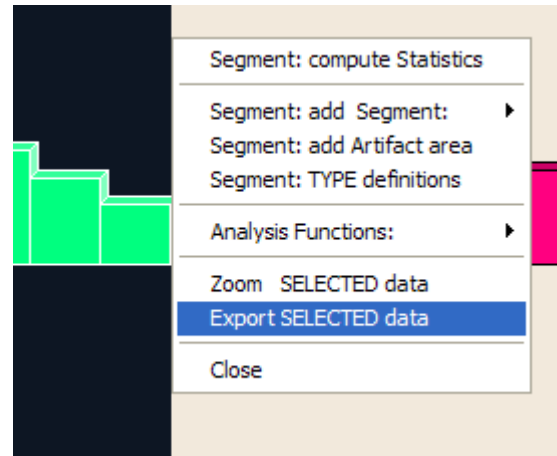 Segment: compute Statistics
Segment: add  Segment:
Segment: add Artifact area
Segment: TYPE definitions
Analysis Functions:
Zoom   SELECTED data
Export SELECTED data
Close